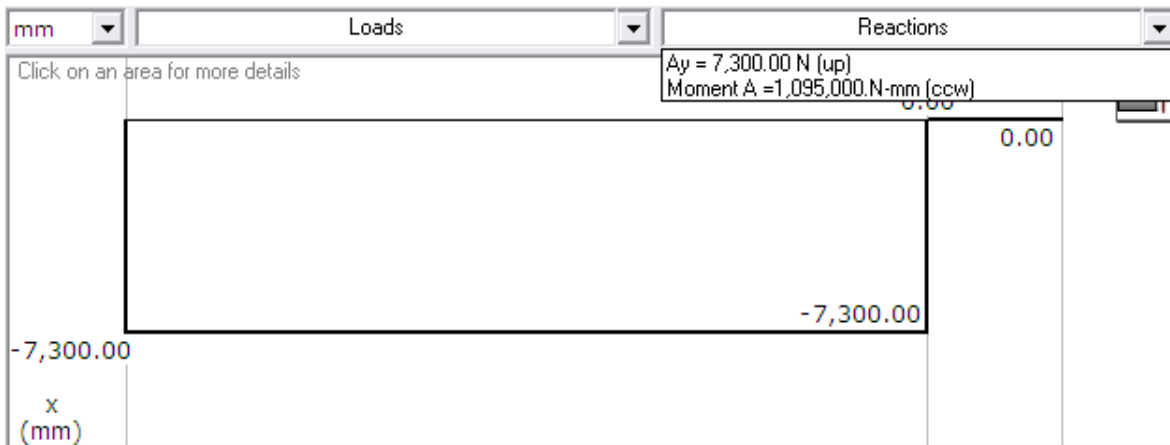 mm
Loads
Reactions
Click on an area for more details
Ay = 7,300.00 N (up)
Moment A =1,095,000.N-mm (ccw)
0.00
-7,300.00
-7,300.00
x
(mm)